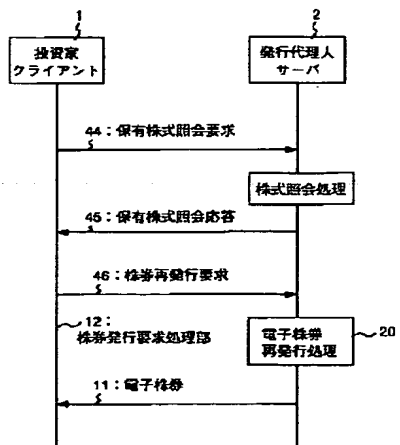 1
投資家
クライアント
2
発行代理人
サーバ
44：保有株式照会要求
株式照会処理
45：保有株式照会応答
46：株券再発行要求
12：
株券発行要求処理部
電子株券
再発行処理
20
11：電子株券